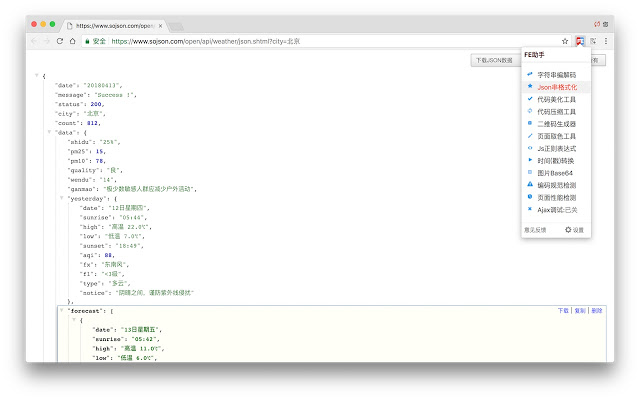 https://www.sojson.com/open/
安全 https://www.sojson.com/open/api/weather/json.shtml?city=北京
下载JSON数据
FE助手
字符串编解码
Json串格式化
代码美化工具
代码压缩工具
二维码生成器
页面取色工具
Js正则表达式
时间(戳)转换
图片Base64
编码规范检测
页面性能检测
Ajax调试:已关
意见反馈 设置
{
"date": "20180413",
"message": "Success !",
"status": 200,
"city": "北京",
"count": 812,
"data": {
"shidu": "25%",
"pm25": 15,
"pm10": 78,
"quality": "良",
"wendu": "14",
"ganmao": "极少数敏感人群应减少户外活动",
"yesterday": {
"date": "12日星期四",
"sunrise": "05:44",
"high": "高温 22.0℃",
"low": "低温 7.0℃",
"sunset": "18:49",
"aqi": 88,
"fx": "东南风",
"fl": "<3级",
"type": "多云",
"notice": "阴晴之间，谨防紫外线侵扰"
},
"forecast": [
下载 | 复制 | 删除
{
"date": "13日星期五",
"sunrise": "05:42",
"high": "高温 11.0℃",
"low": "低温 6.0℃",